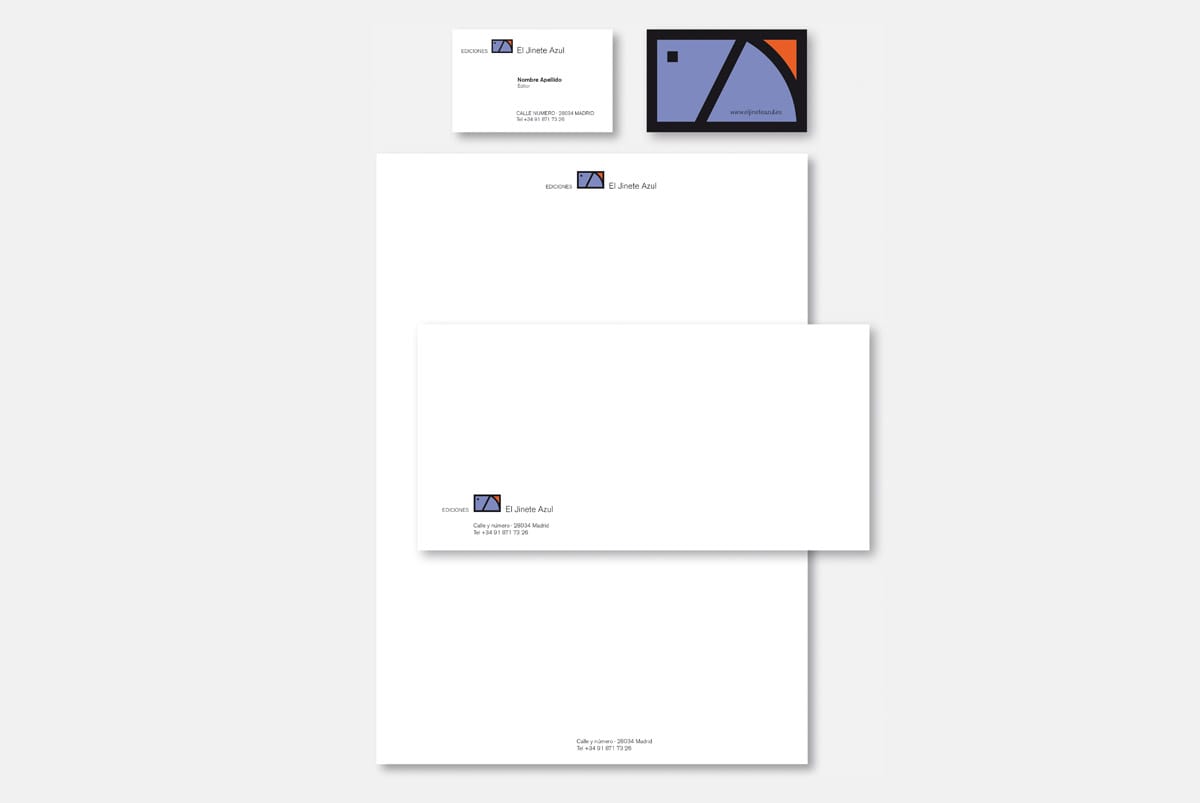 EDICIONES El Jinete Azul
Nombre Apellido
Editor
CALLE NUMERO · 28034 MADRID
Tel +34 91 871 73 26
www.eljineteazul.es
EDICIONES El Jinete Azul
EDICIONES El Jinete Azul
Calle y número · 28034 Madrid
Tel +34 91 871 73 26
Calle y número · 28034 Madrid
Tel +34 91 871 73 26